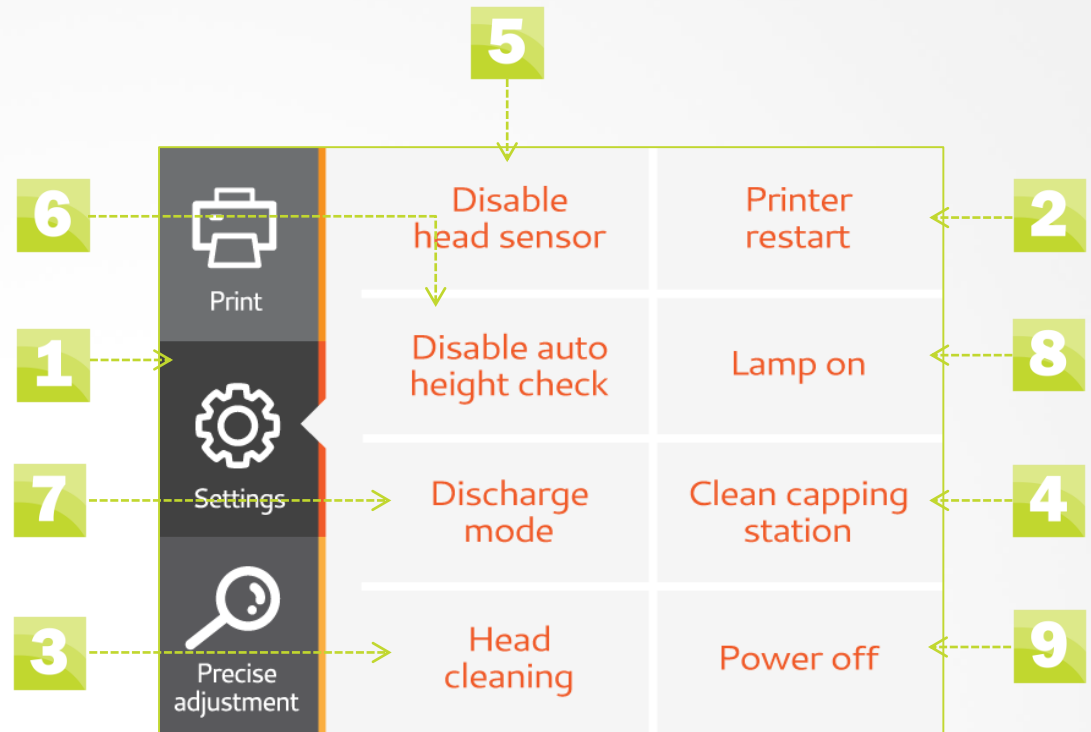 5
6
Print
Disable
head sensor
Printer
restart
2
1
Disable auto
height check
Lamp on
8
7
Settings
Discharge
mode
Clean capping
station
4
3
Precise
adjustment
Head
cleaning
Power off
9